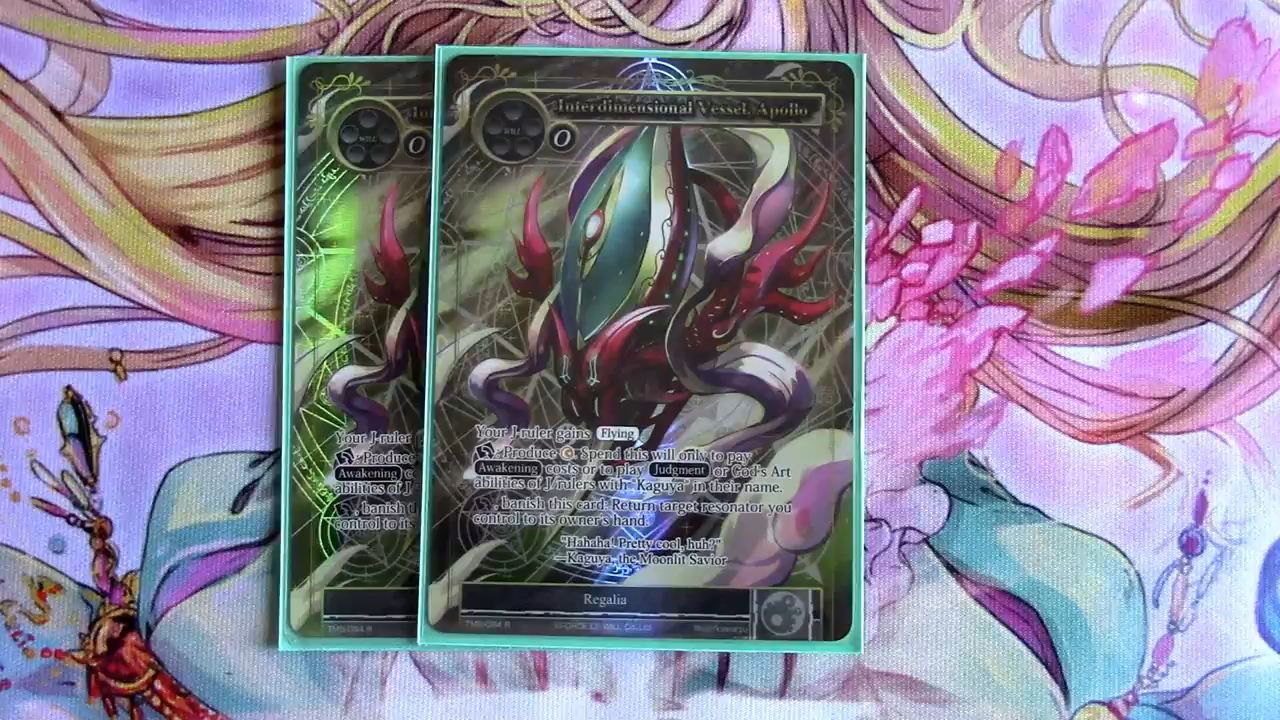 Interdimensional Vessel, Apollo
0
Your J-ruler gains Flying.
: Produce . Spend this will only to pay
Awakening costs or to play Judgment or God's Art
abilities of J/rulers with "Kaguya" in their name.
, banish this card: Return target resonator you
control to its owner's hand.
"Hahaha! Pretty cool, huh?"
—Kaguya, the Moonlit Savior
Regalia
0
Your J-ruler
: Produce
Awakening
abilities of J
, banish t
control to its